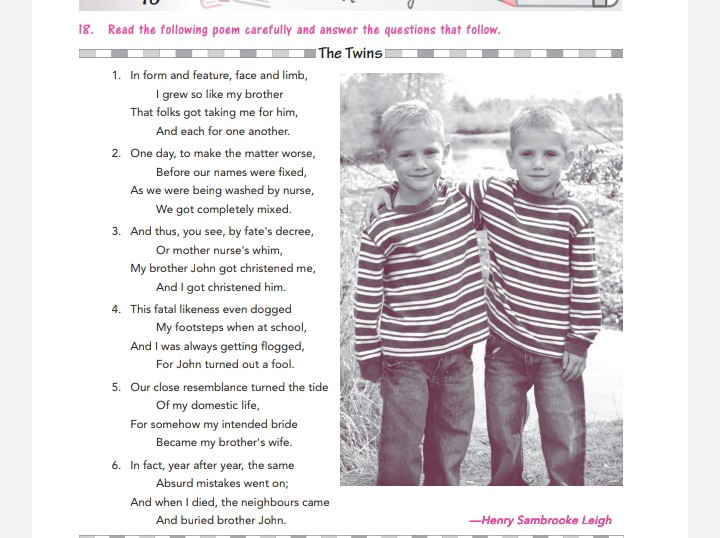 18. Read the following poem carefully and answer the questions that follow.
The Twins
1. In form and feature, face and limb,
I grew so like my brother
That folks got taking me for him,
And each for one another.
2. One day, to make the matter worse,
Before our names were fixed,
As we were being washed by nurse,
We got completely mixed.
3. And thus, you see, by fate's decree,
Or mother nurse's whim,
My brother John got christened me,
And I got christened him.
4. This fatal likeness even dogged
My footsteps when at school,
And I was always getting flogged,
For John turned out a fool.
5. Our close resemblance turned the tide
Of my domestic life,
For somehow my intended bride
Became my brother's wife.
6. In fact, year after year, the same
Absurd mistakes went on;
And when I died, the neighbours came
And buried brother John.
—Henry Sambrooke Leigh